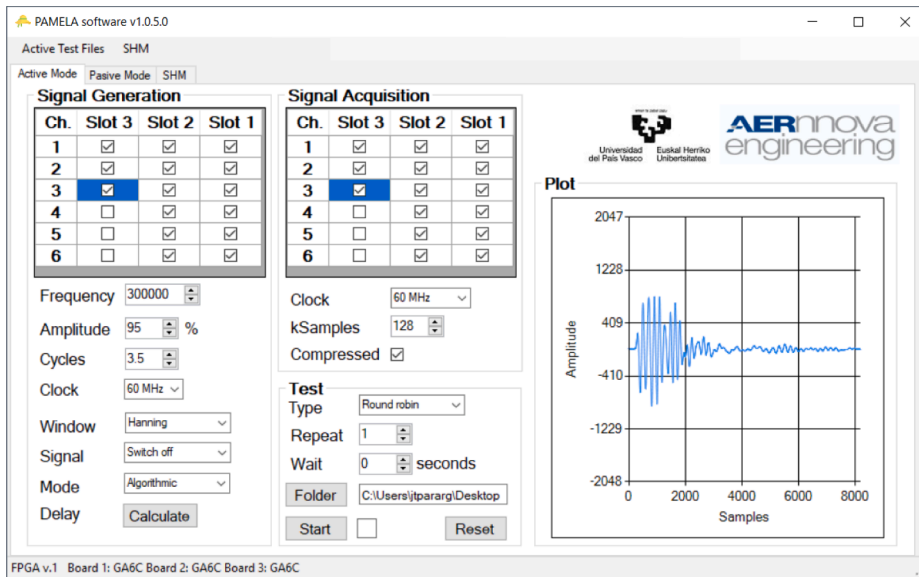 PAMELA software v1.0.5.0
Active Test Files SHM
Active Mode Pasive Mode SHM
Signal Generation
Ch. Slot 3 Slot 2 Slot 1
1
2
3
4
5
6
Frequency 300000
Amplitude 95 %
Cycles 3.5
Clock 60 MHz
Window Hanning
Signal Switch off
Mode Algorithmic
Delay Calculate
Signal Acquisition
Ch. Slot 3 Slot 2 Slot 1
1
2
3
4
5
6
Clock 60 MHz
kSamples 128
Compressed
Test
Type Round robin
Repeat 1
Wait 0 seconds
Folder C:\Users\jtpararg\Desktop
Start Reset
Universidad Euskal Herriko
del País Vasco Unibertsitatea
AERnnova
engineering
Plot
2047
1228
409
-410
-1229
-2048
Amplitude
0 2000 4000 6000 8000
Samples
FPGA v.1 Board 1: GA6C Board 2: GA6C Board 3: GA6C